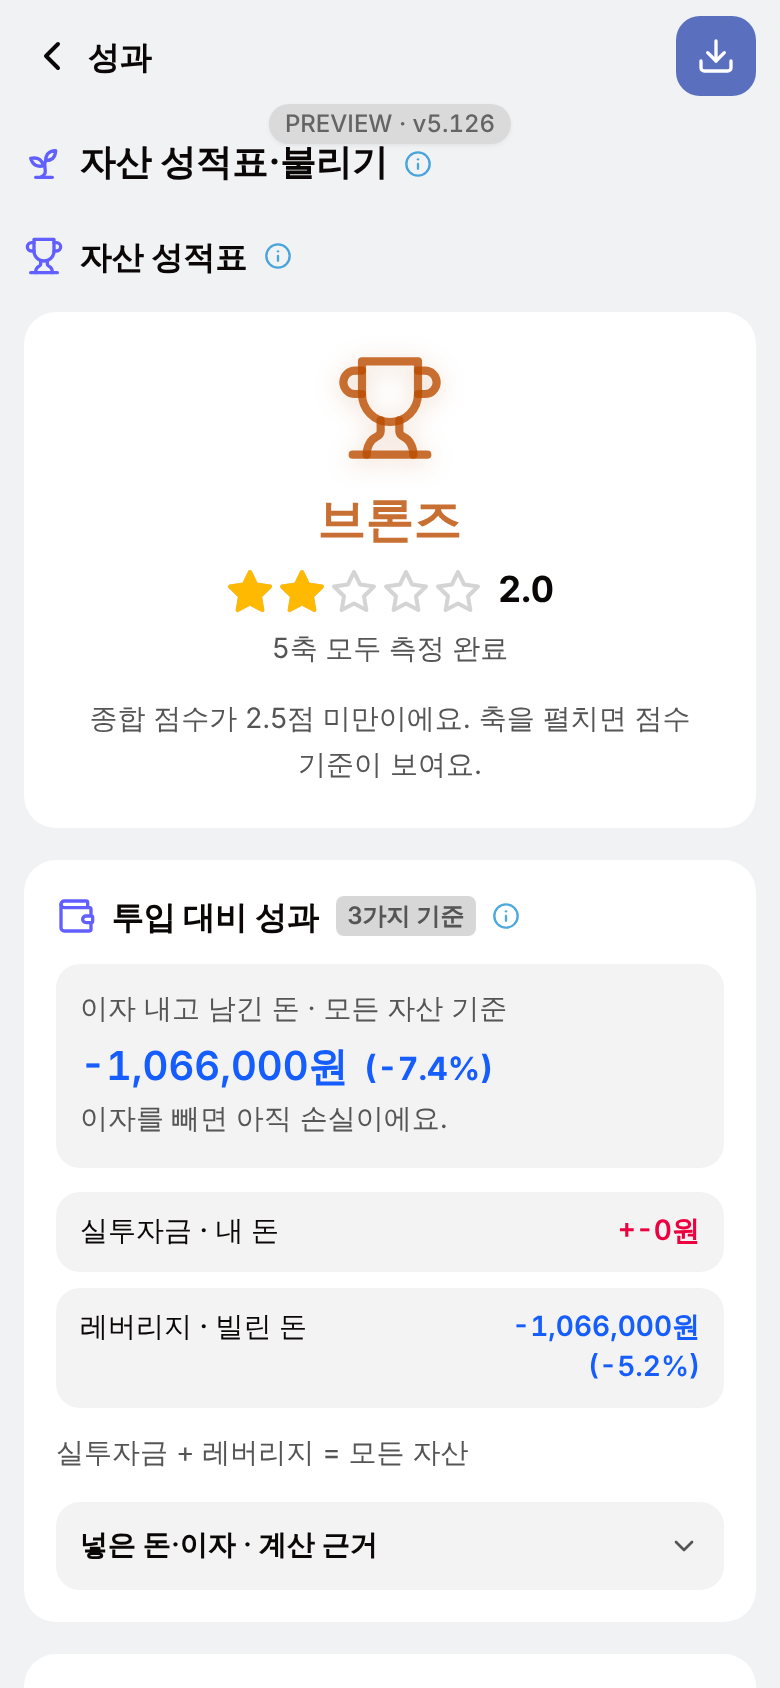 성과
PREVIEW · v5.126
자산 성적표·불리기
자산 성적표
브론즈
2.0
5축 모두 측정 완료
종합 점수가 2.5점 미만이에요. 축을 펼치면 점수
기준이 보여요.
투입 대비 성과 3가지 기준
이자 내고 남긴 돈 · 모든 자산 기준
-1,066,000원 (-7.4%)
이자를 빼면 아직 손실이에요.
실투자금 · 내 돈 +-0원
레버리지 · 빌린 돈 -1,066,000원
(-5.2%)
실투자금 + 레버리지 = 모든 자산
넣은 돈·이자 · 계산 근거